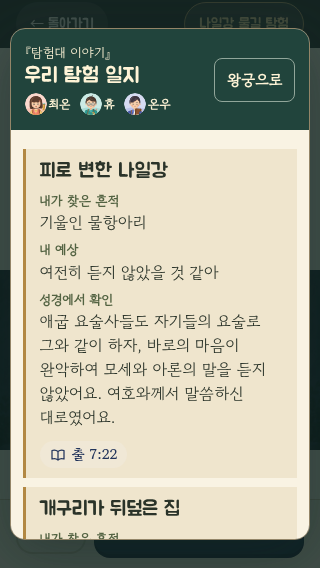 ← 돌아가기
나일강 물길 탐험
『탐험대 이야기』
우리 탐험 일지
최온 휴 온우
왕궁으로
피로 변한 나일강
내가 찾은 흔적
기울인 물항아리
내 예상
여전히 듣지 않았을 것 같아
성경에서 확인
애굽 요술사들도 자기들의 요술로
그와 같이 하자, 바로의 마음이
완악하여 모세와 아론의 말을 듣지
않았어요. 여호와께서 말씀하신
대로였어요.
출 7:22
개구리가 뒤덮은 집
내가 찾은 흔적